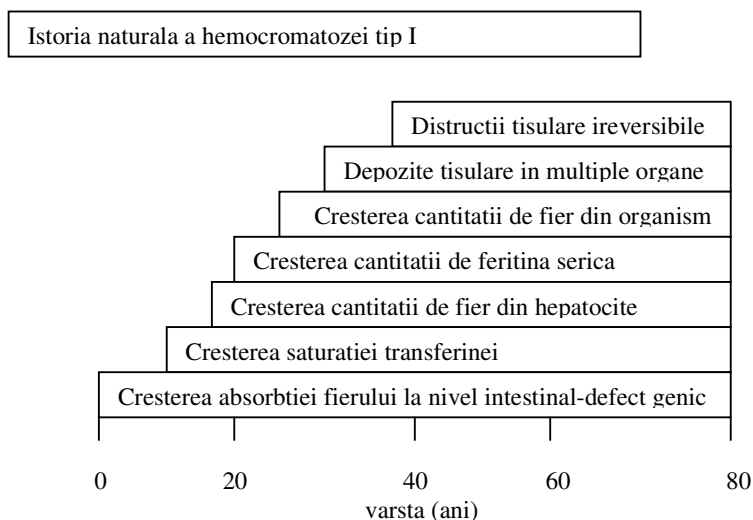 Istoria naturala a hemocromatozei tip I
Distructii tisulare ireversibile
Depozite tisulare in multiple organe
Cresterea cantitatii de fier din organism
Cresterea cantitatii de feritina serica
Cresterea cantitatii de fier din hepatocite
Cresterea saturatiei transferinei
Cresterea absorbtiei fierului la nivel intestinal-defect genic
0 20 40 60 80
varsta (ani)